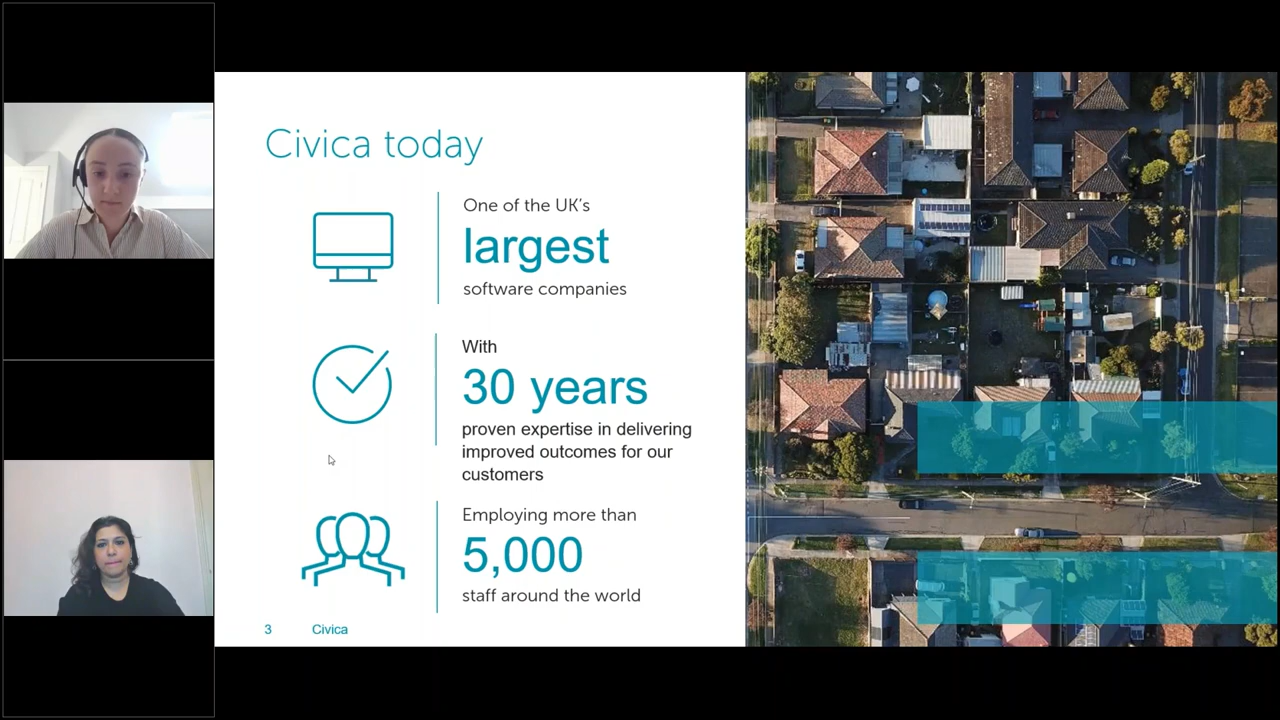 Civica today
One of the UK's
largest
software companies
With
30 years
proven expertise in delivering
improved outcomes for our
customers
Employing more than
5,000
staff around the world
3 Civica